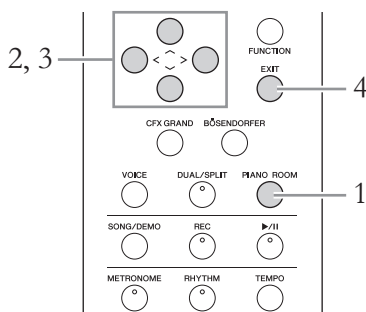 FUNCTION
2, 3
EXIT
4
CFX GRAND BÖSENDORFER
VOICE DUAL/SPLIT PIANO ROOM
1
SONG/DEMO REC ►/II
METRONOME RHYTHM TEMPO